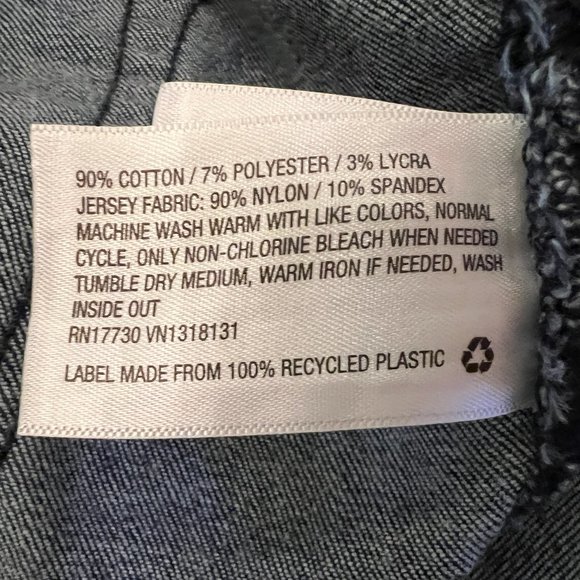 90% COTTON / 7% POLYESTER / 3% LYCRA
JERSEY FABRIC: 90% NYLON / 10% SPANDEX
MACHINE WASH WARM WITH LIKE COLORS, NORMAL
CYCLE, ONLY NON-CHLORINE BLEACH WHEN NEEDED
TUMBLE DRY MEDIUM, WARM IRON IF NEEDED, WASH
INSIDE OUT
RN17730 VN1318131
LABEL MADE FROM 100% RECYCLED PLASTIC